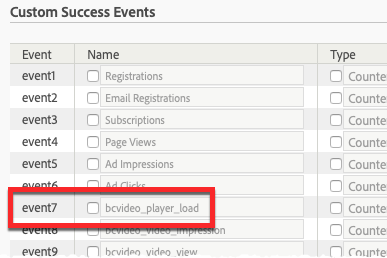 Custom Success Events
Event Name Type
event1 Registrations Counte
event2 Email Registrations Counte
event3 Subscriptions Counte
event4 Page Views Counte
event5 Ad Impressions Counte
event6 Ad Clicks Counte
event7 bcvideo_player_load Counte
event8 bcvideo_video_impression Counte
event9 bcvideo_video_view Counte